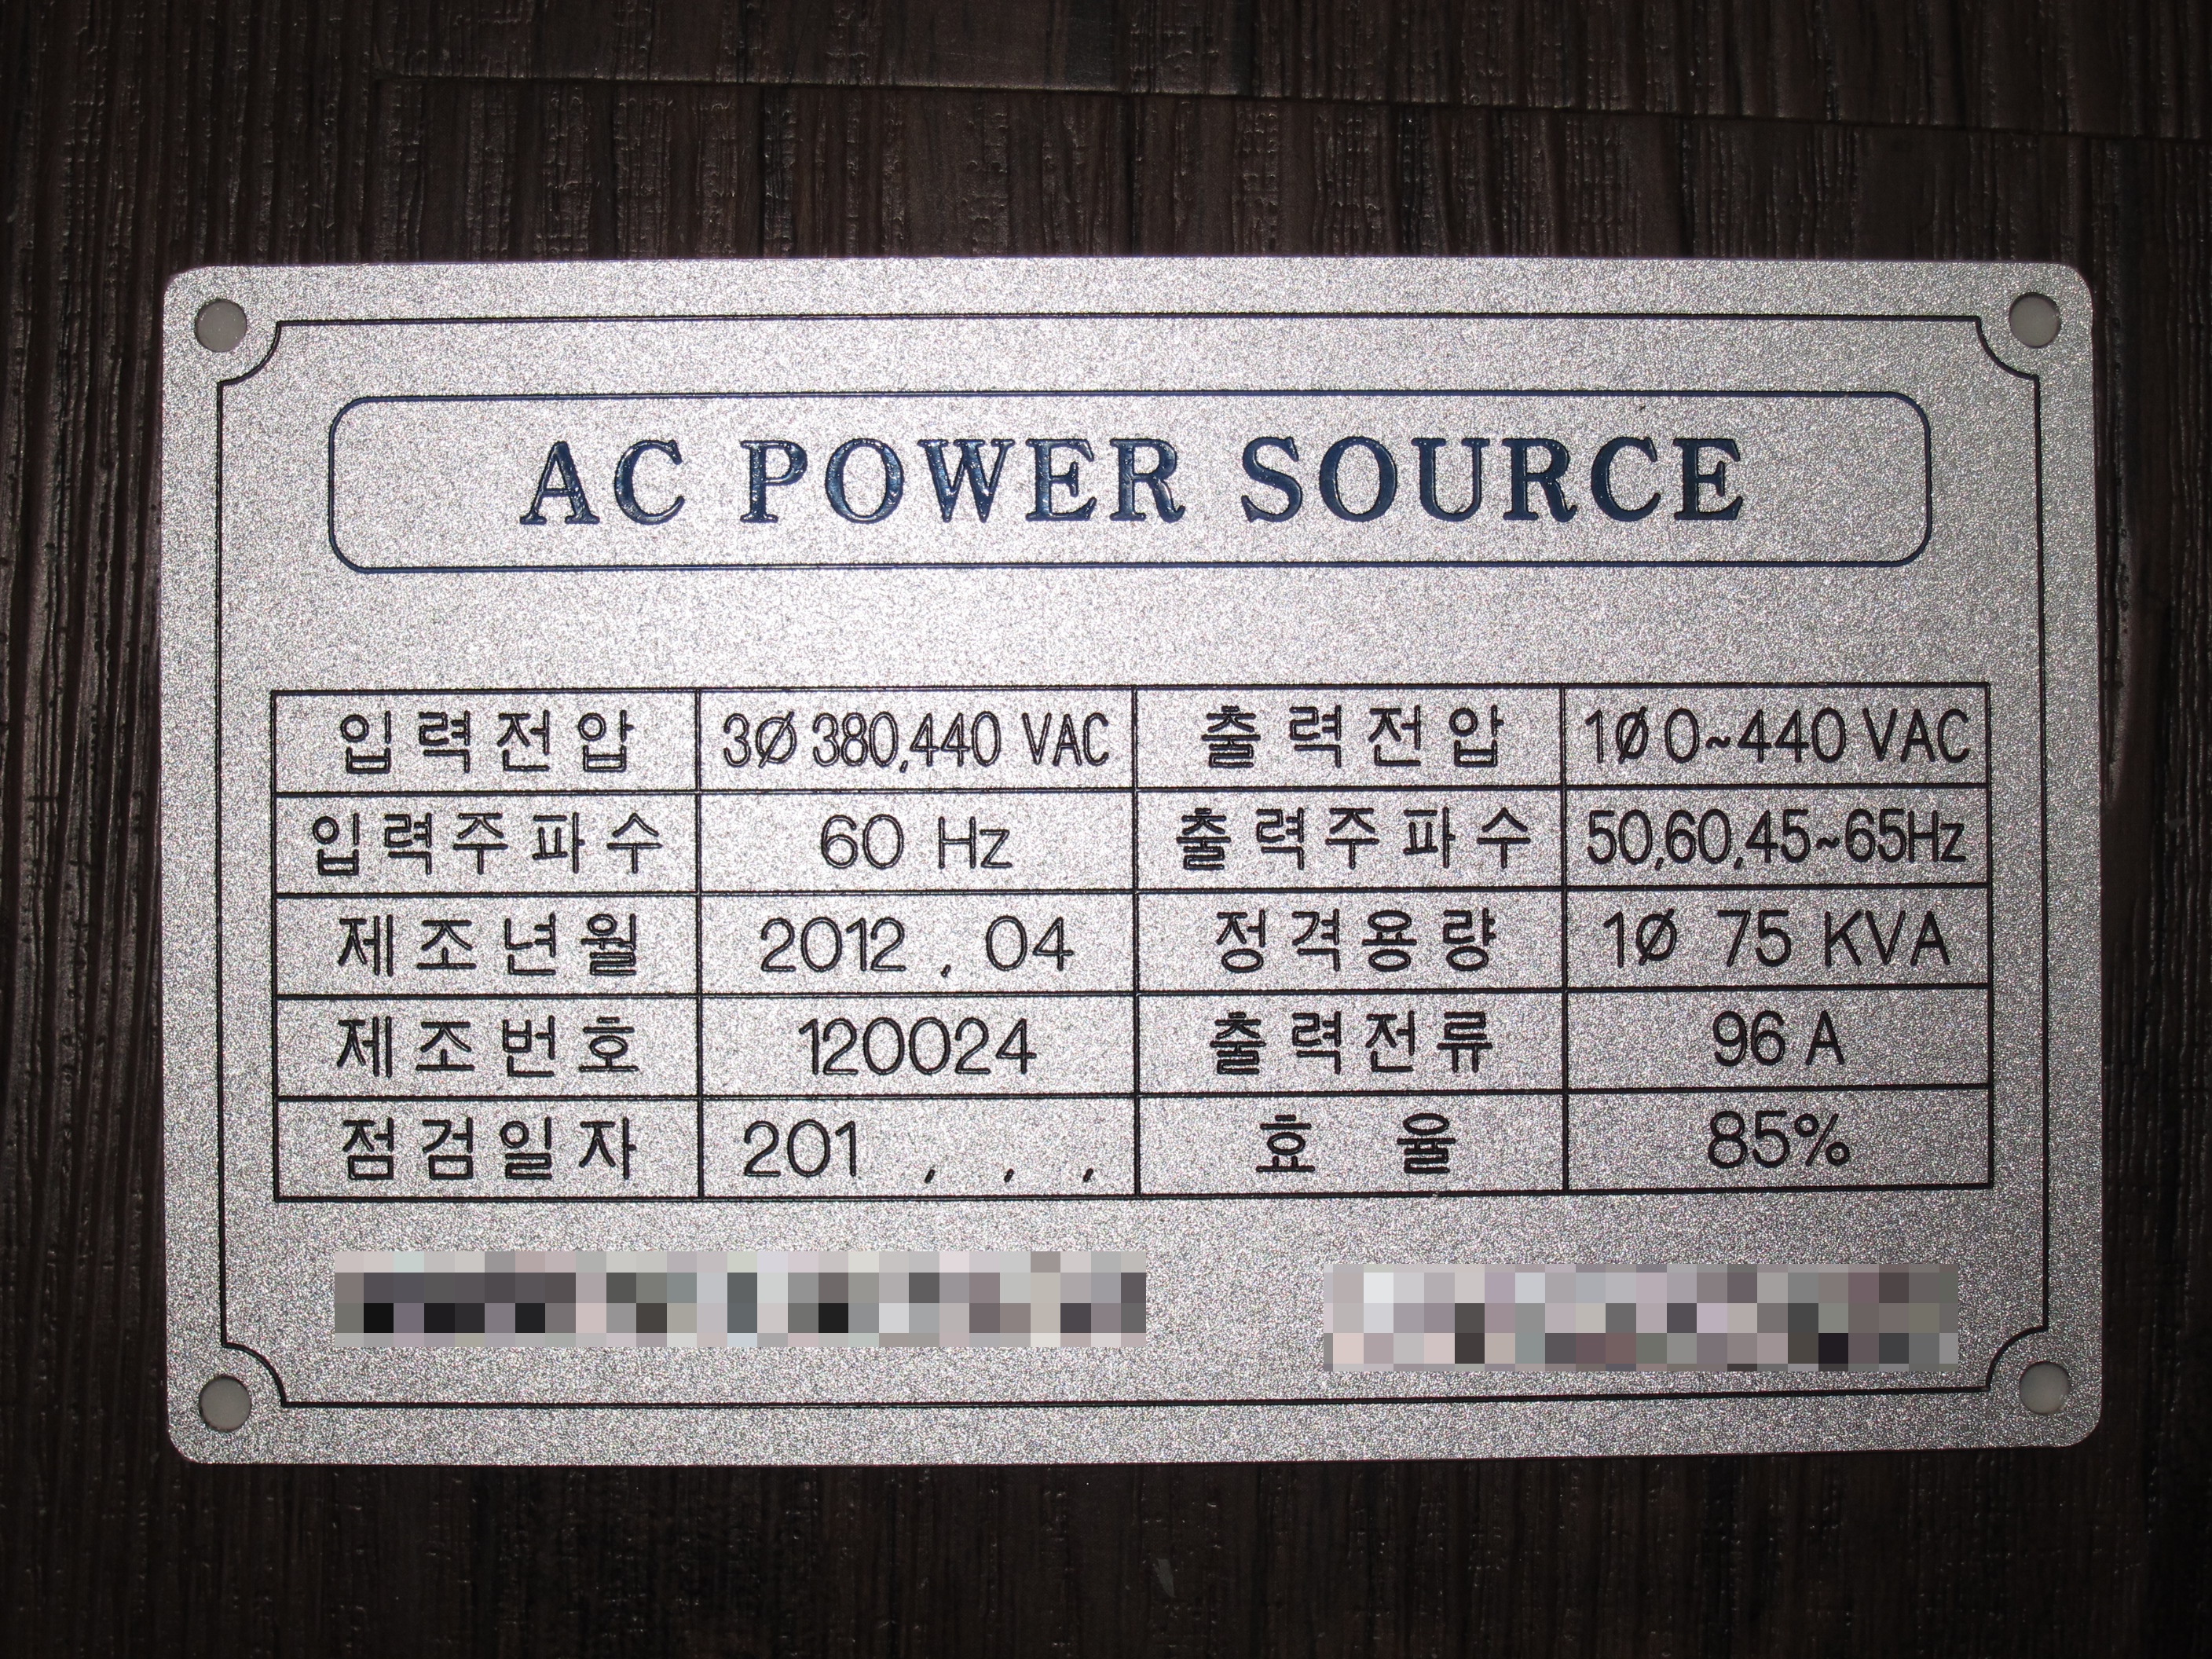 AC POWER SOURCE
입력전압 3Ø 380,440 VAC 출력전압 1Ø 0~440 VAC
입력주파수 60 Hz 출력주파수 50,60,45~65Hz
제조년월 2012 . 04 정격용량 1Ø 75 KVA
제조번호 120024 출력전류 96 A
점검일자 201 , , , 효 율 85%